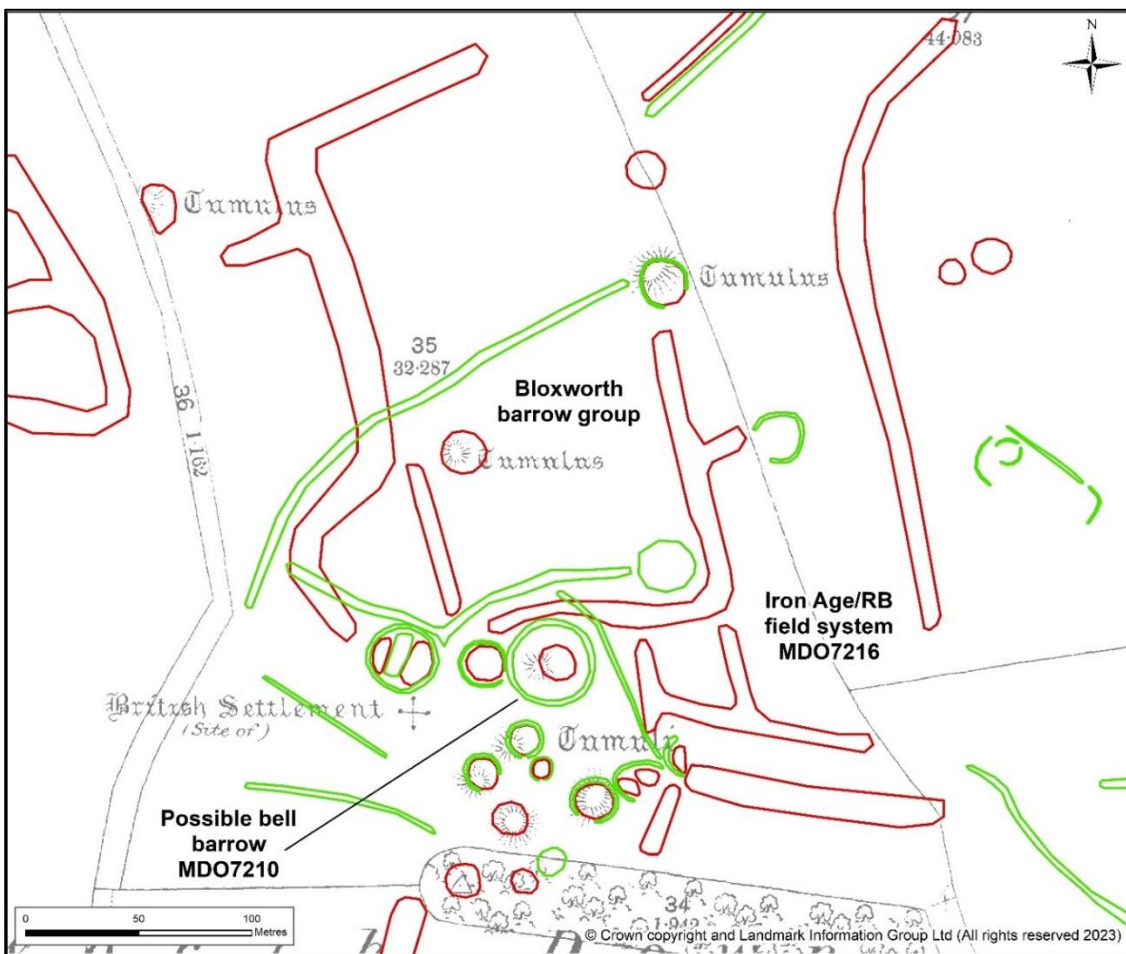 37
44·083
N
Tumulus
Tumulus
35
32·287
Bloxworth
barrow group
36
1·162
Tumulus
Iron Age/RB
field system
MDO7216
British Settlement
(Site of)
Tumuli
Possible bell
barrow
MDO7210
34
1·942
0 50 100
Metres
© Crown copyright and Landmark Information Group Ltd (All rights reserved 2023)